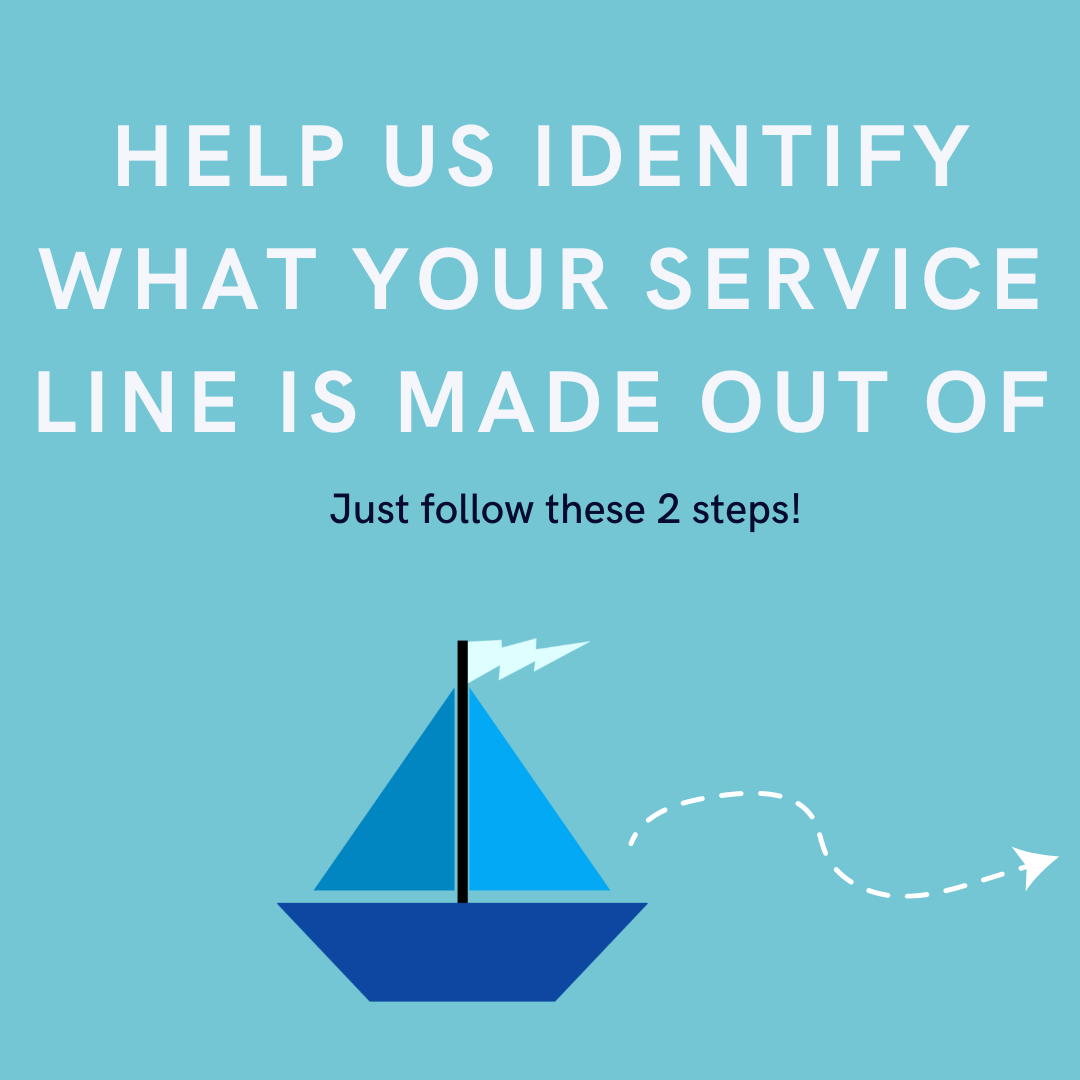 HELP US IDENTIFY
WHAT YOUR SERVICE
LINE IS MADE OUT OF
Just follow these 2 steps!